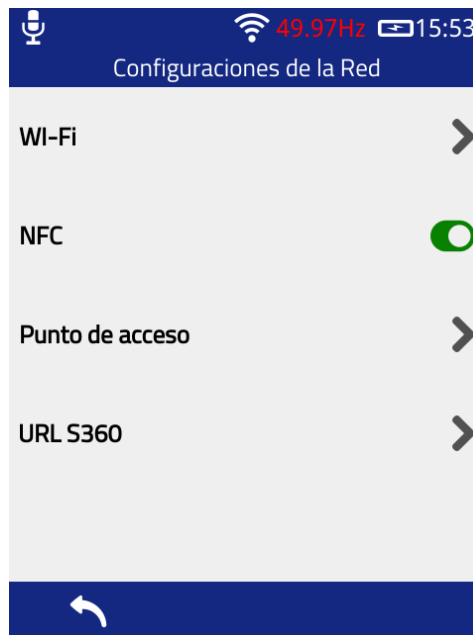 49.97Hz 15:53
Configuraciones de la Red
WI-Fi
NFC
Punto de acceso
URL S360